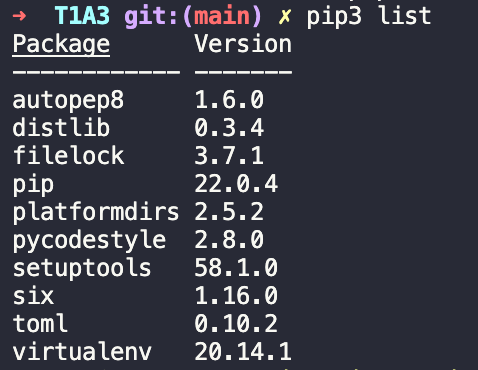 ➜ T1A3 git:(main) ✗ pip3 list
Package Version
------------ -------
autopep8 1.6.0
distlib 0.3.4
filelock 3.7.1
pip 22.0.4
platformdirs 2.5.2
pycodestyle 2.8.0
setuptools 58.1.0
six 1.16.0
toml 0.10.2
virtualenv 20.14.1